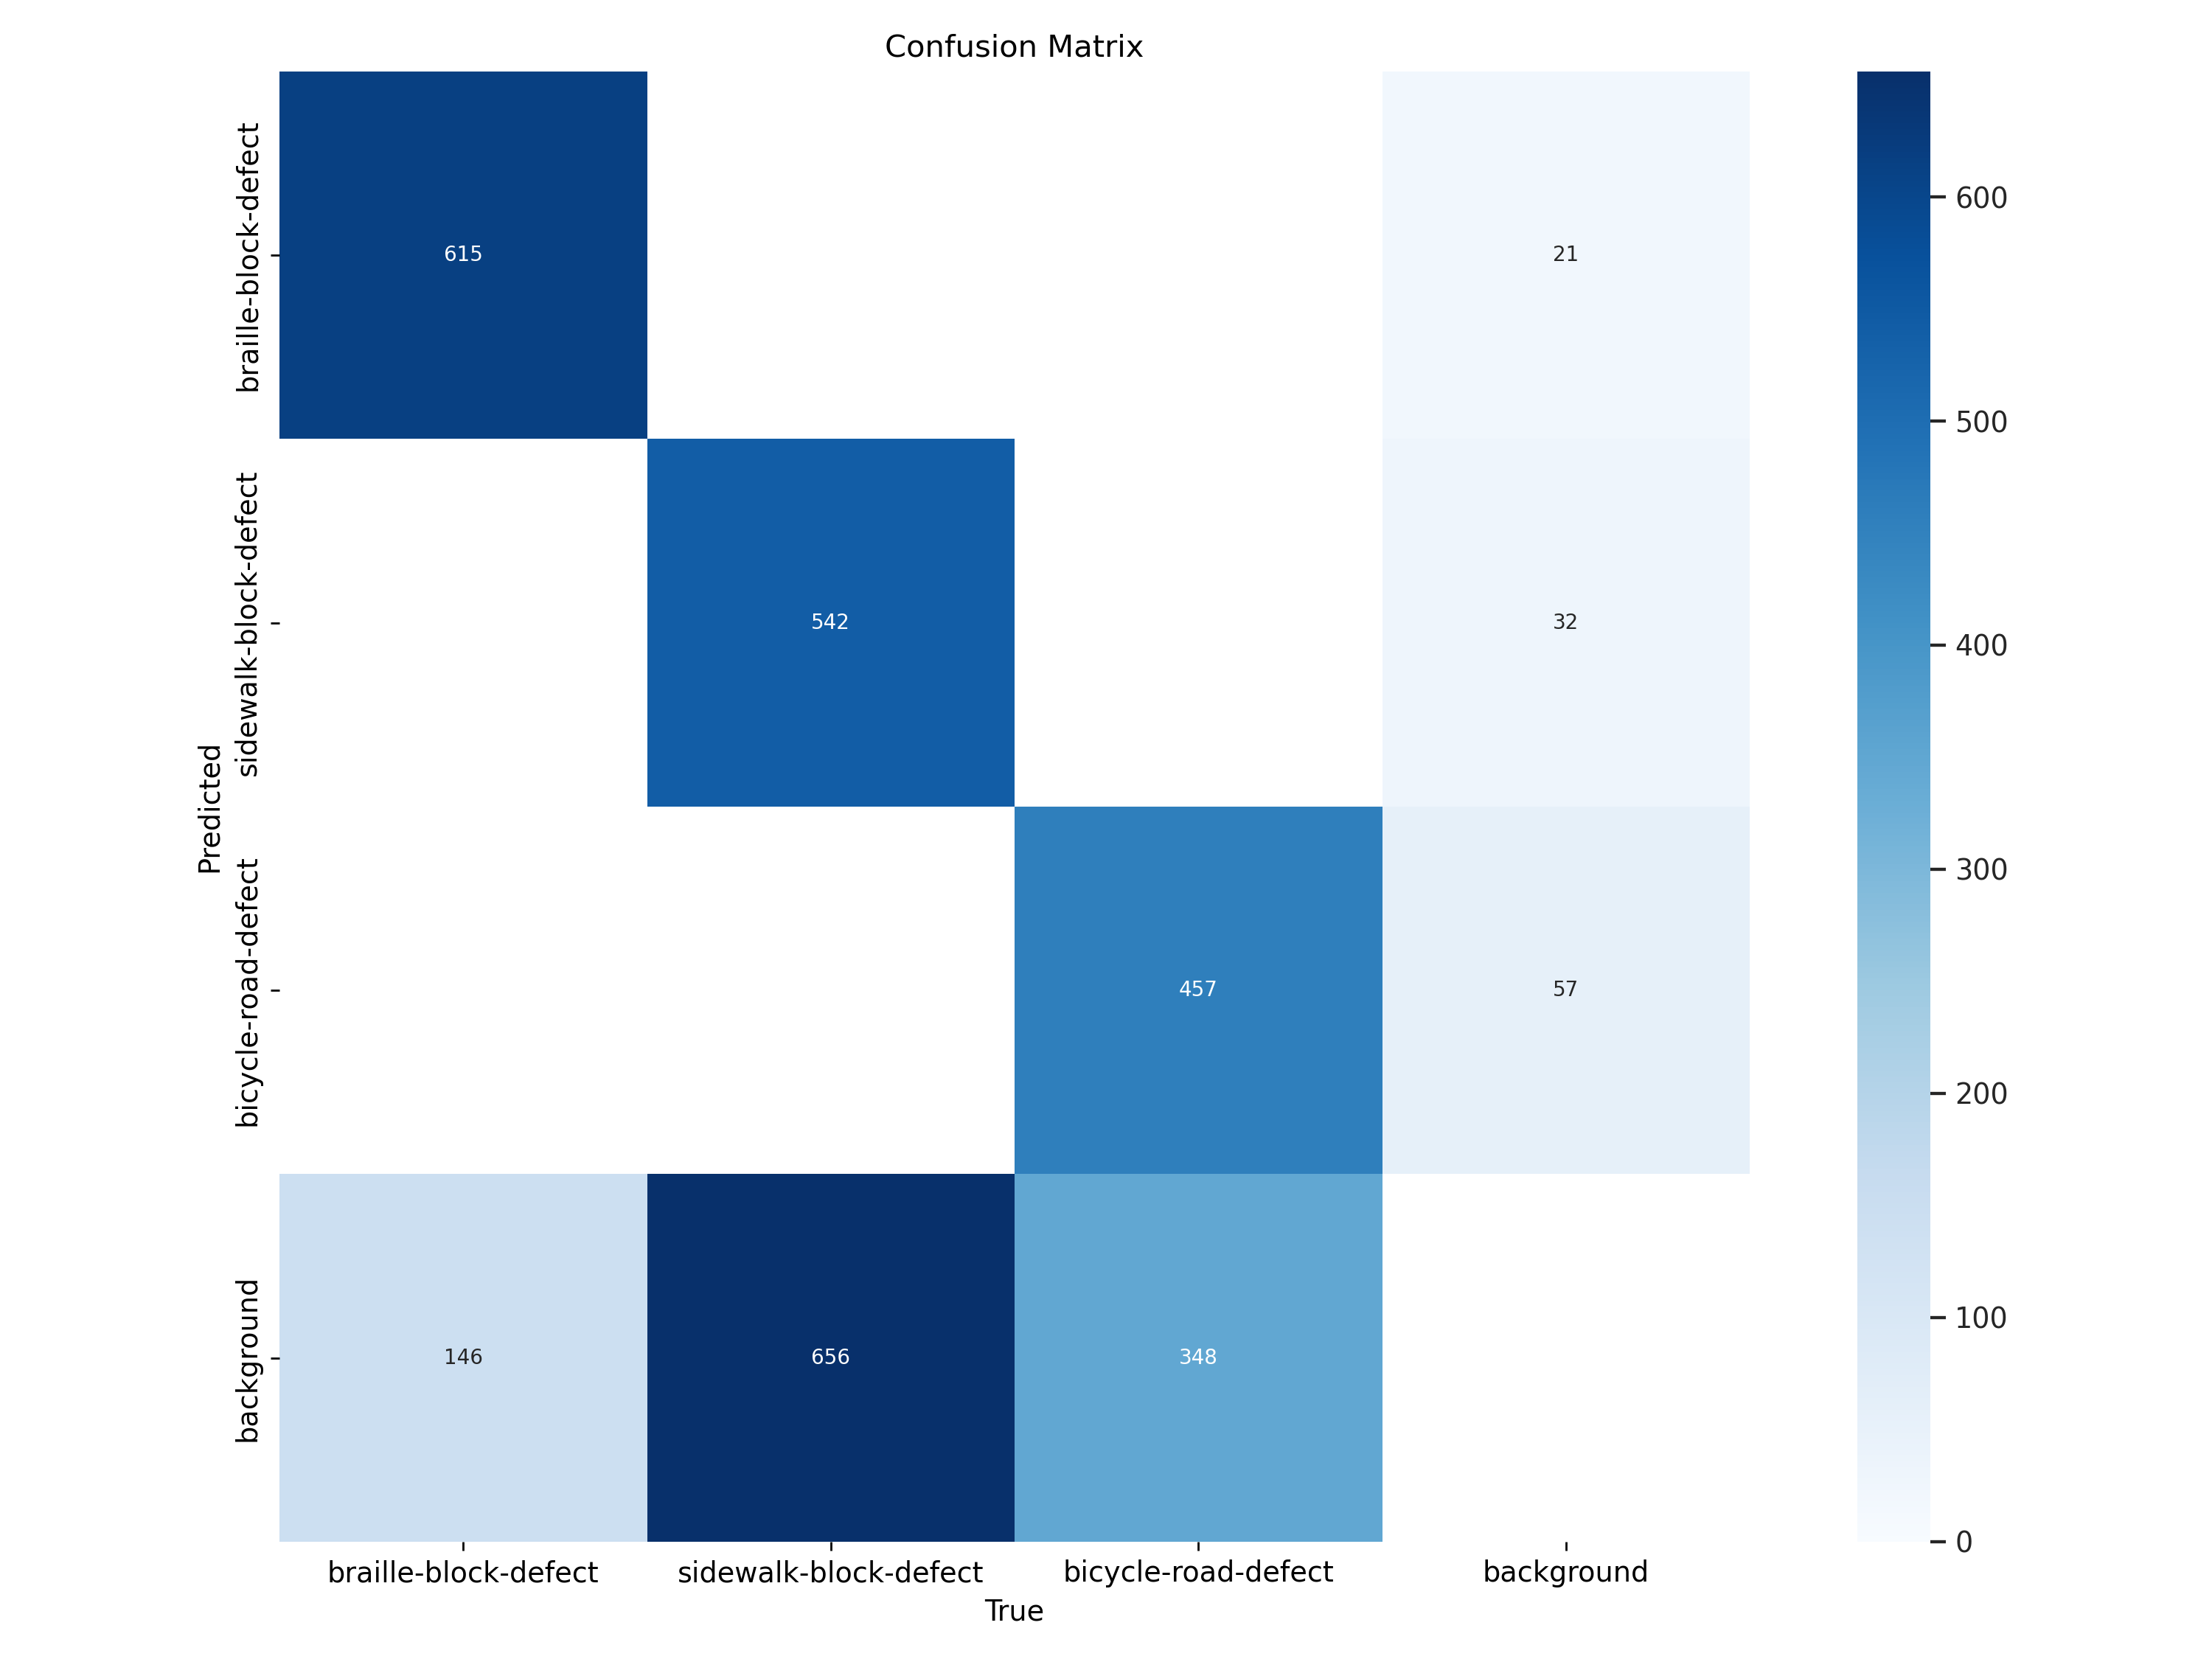 Confusion Matrix
braille-block-defect
sidewalk-block-defect
bicycle-road-defect
background
Predicted
615
21
542
32
457
57
146
656
348
braille-block-defect
sidewalk-block-defect
bicycle-road-defect
background
True
600
500
400
300
200
100
0